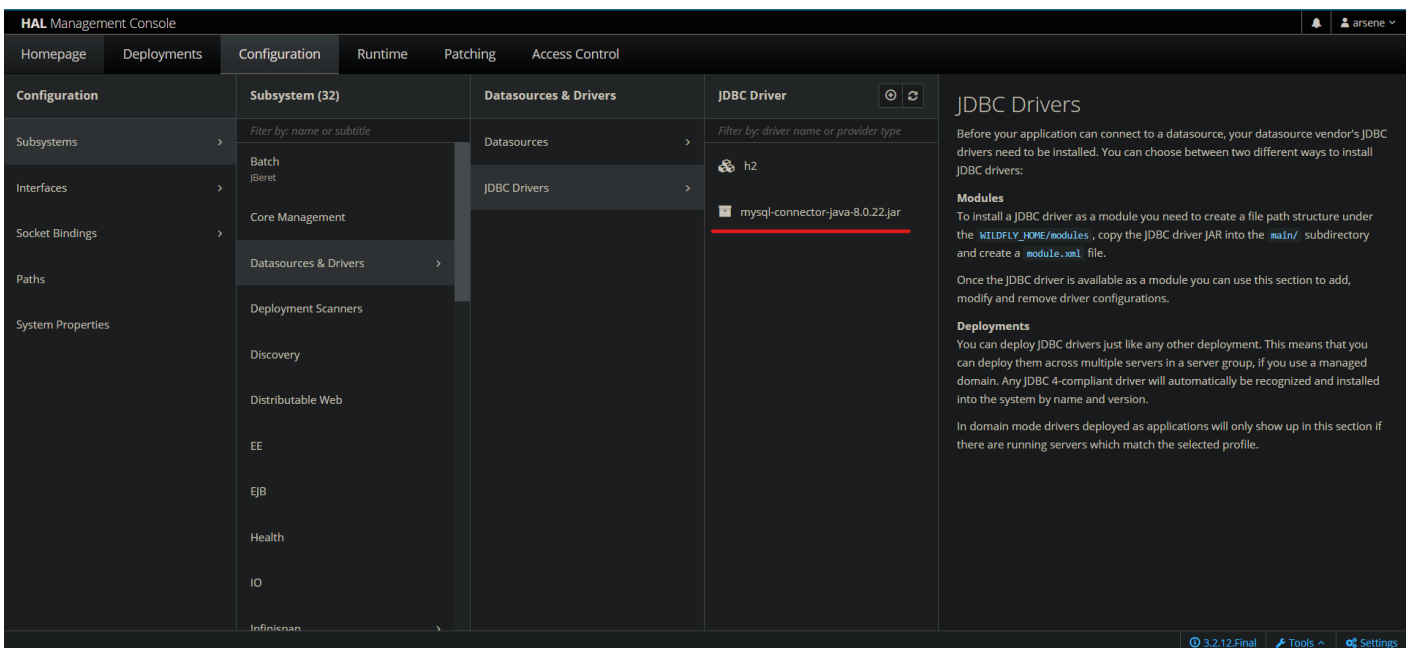 HAL Management Console
arsene
Homepage
Deployments
Configuration
Runtime
Patching
Access Control
Configuration
Subsystems
Interfaces
Socket Bindings
Paths
System Properties
Subsystem (32)
Fiter by: name or subtitle
Batch
JBeret
Core Management
Datasources & Drivers
Deployment Scanners
Discovery
Distributable Web
EE
EJB
Health
IO
Infinispan
Datasources & Drivers
Datasources
JDBC Drivers
JDBC Driver
Filter by: driver name or provider type
h2
mysql-connector-java-8.0.22.jar
JDBC Drivers
Before your application can connect to a datasource, your datasource vendor's JDBC
drivers need to be installed. You can choose between two different ways to install
JDBC drivers:
Modules
To install a JDBC driver as a module you need to create a file path structure under
the WILDFLY_HOME/modules , copy the JDBC driver JAR into the main/ subdirectory
and create a module.xml file.
Once the JDBC driver is available as a module you can use this section to add,
modify and remove driver configurations.
Deployments
You can deploy JDBC drivers just like any other deployment. This means that you
can deploy them across multiple servers in a server group, if you use a managed
domain. Any JDBC 4-compliant driver will automatically be recognized and installed
into the system by name and version.
In domain mode drivers deployed as applications will only show up in this section if
there are running servers which match the selected profile.
3.2.12.Final
Tools
Settings